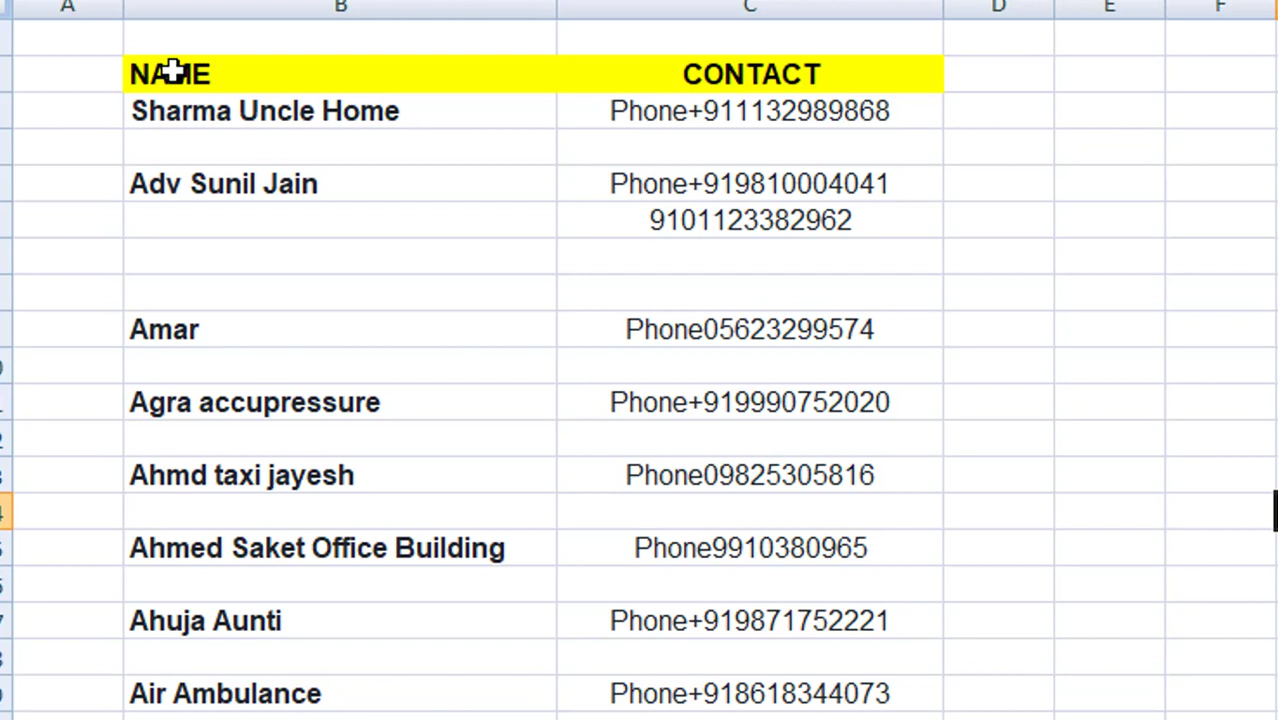 A B C D E F
NAME CONTACT
Sharma Uncle Home Phone+911132989868
Adv Sunil Jain Phone+919810004041
9101123382962
Amar Phone05623299574
Agra accupressure Phone+919990752020
Ahmd taxi jayesh Phone09825305816
Ahmed Saket Office Building Phone9910380965
Ahuja Aunti Phone+919871752221
Air Ambulance Phone+918618344073